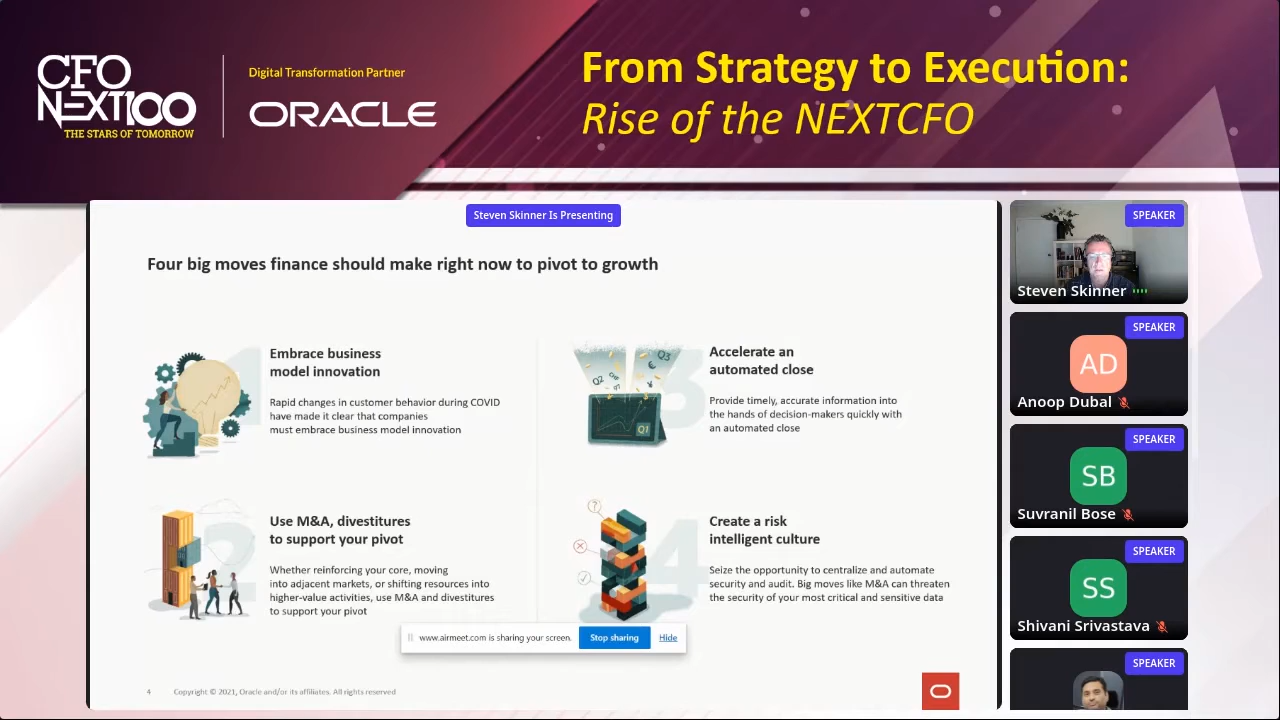 CFO
NEXT100
THE STARS OF TOMORROW
Digital Transformation Partner
ORACLE
From Strategy to Execution:
Rise of the NEXTCFO
Steven Skinner Is Presenting
Four big moves finance should make right now to pivot to growth
1
Embrace business
model innovation
Rapid changes in customer behavior during COVID
have made it clear that companies
must embrace business model innovation
2
Use M&A, divestitures
to support your pivot
Whether reinforcing your core, moving
into adjacent markets, or shifting resources into
higher-value activities, use M&A and divestitures
to support your pivot
Q2
Q3
€
Q1
3
Accelerate an
automated close
Provide timely, accurate information into
the hands of decision-makers quickly with
an automated close
?
4
Create a risk
intelligent culture
Seize the opportunity to centralize and automate
security and audit. Big moves like M&A can threaten
the security of your most critical and sensitive data
www.airmeet.com is sharing your screen.
Stop sharing
Hide
4
Copyright © 2021, Oracle and/or its affiliates. All rights reserved
SPEAKER
Steven Skinner
SPEAKER
AD
Anoop Dubal
SPEAKER
SB
Suvranil Bose
SPEAKER
SS
Shivani Srivastava
SPEAKER